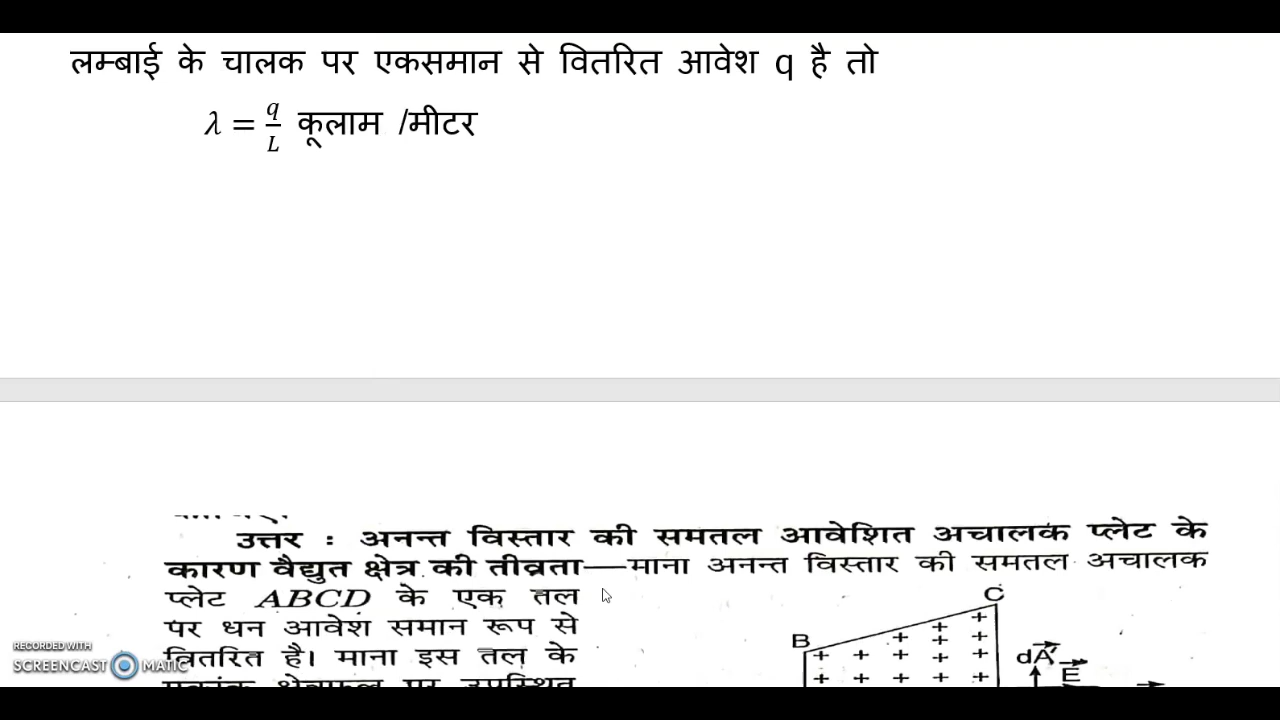 लम्बाई के चालक पर एकसमान से वितरित आवेश q है तो
λ = q/L कूलाम /मीटर
उत्तर : अनन्त विस्तार की समतल आवेशित अचालक प्लेट के
कारण वैद्युत क्षेत्र की तीव्रता—माना अनन्त विस्तार की समतल अचालक
प्लेट ABCD के एक तल
पर धन आवेश समान रूप से
वितरित है। माना इस तल के
C
B
dA
E
RECORDED WITH
SCREENCAST MATIC